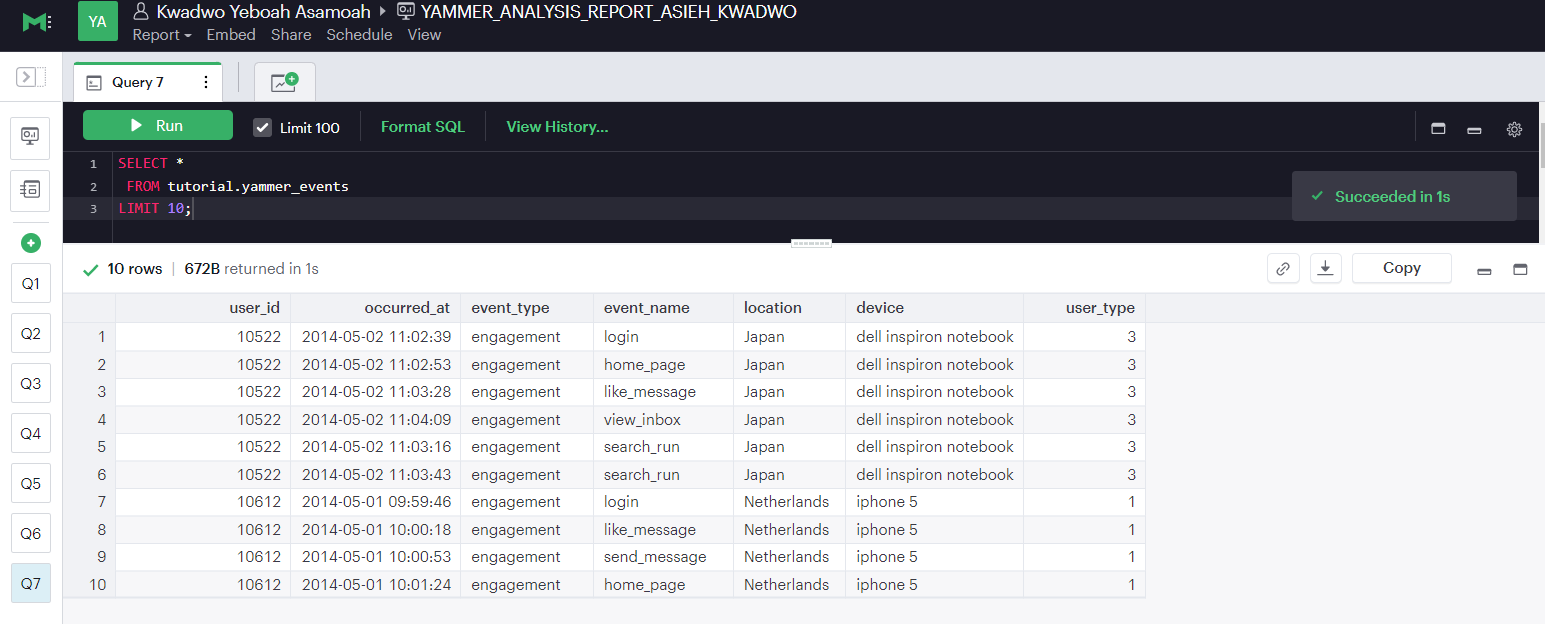 YA
Kwadwo Yeboah Asamoah YAMMER_ANALYSIS_REPORT_ASIEH_KWADWO
Report Embed Share Schedule View
Query 7
Run Limit 100 Format SQL View History...
1 SELECT *
2 FROM tutorial.yammer_events
3 LIMIT 10;
Succeeded in 1s
10 rows | 672B returned in 1s Copy
Q1
Q2
Q3
Q4
Q5
Q6
Q7
user_id occurred_at event_type event_name location device user_type
1 10522 2014-05-02 11:02:39 engagement login Japan dell inspiron notebook 3
2 10522 2014-05-02 11:02:53 engagement home_page Japan dell inspiron notebook 3
3 10522 2014-05-02 11:03:28 engagement like_message Japan dell inspiron notebook 3
4 10522 2014-05-02 11:04:09 engagement view_inbox Japan dell inspiron notebook 3
5 10522 2014-05-02 11:03:16 engagement search_run Japan dell inspiron notebook 3
6 10522 2014-05-02 11:03:43 engagement search_run Japan dell inspiron notebook 3
7 10612 2014-05-01 09:59:46 engagement login Netherlands iphone 5 1
8 10612 2014-05-01 10:00:18 engagement like_message Netherlands iphone 5 1
9 10612 2014-05-01 10:00:53 engagement send_message Netherlands iphone 5 1
10 10612 2014-05-01 10:01:24 engagement home_page Netherlands iphone 5 1